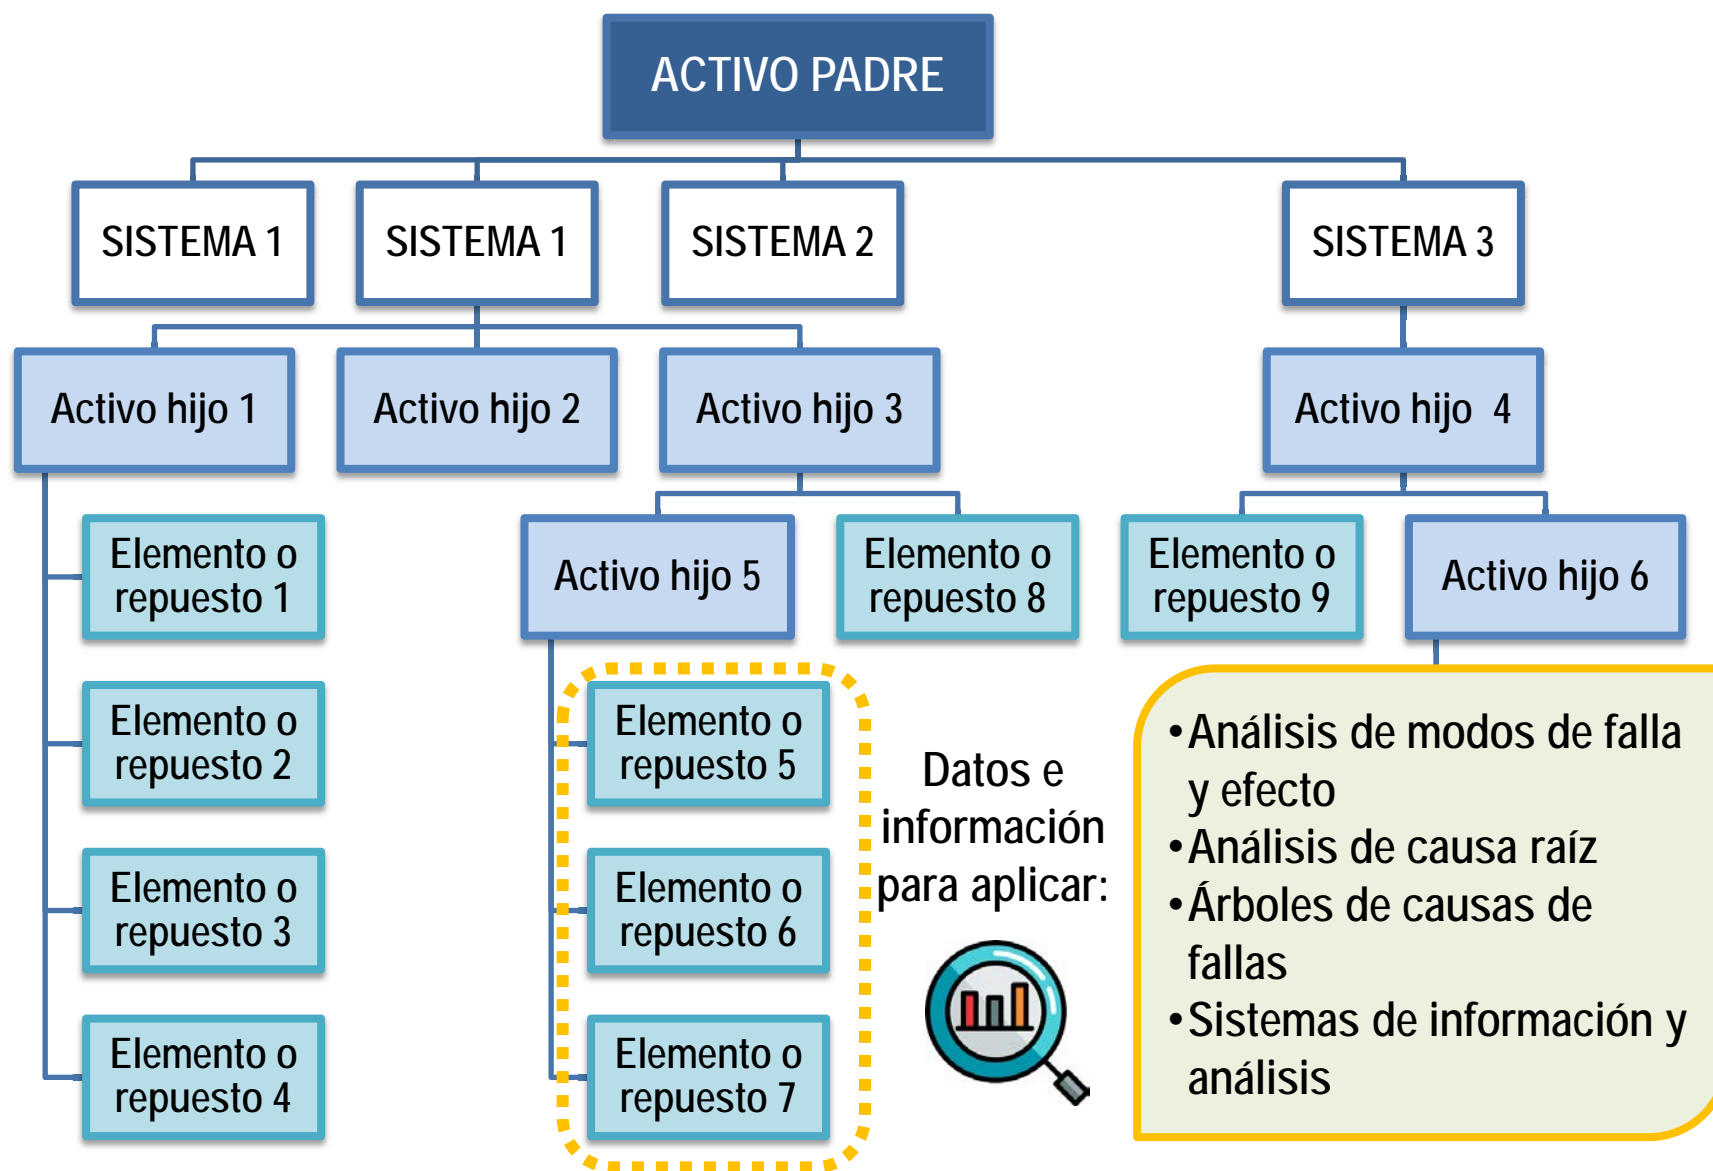 ACTIVO PADRE
SISTEMA 1
SISTEMA 1
SISTEMA 2
SISTEMA 3
Activo hijo 1
Activo hijo 2
Activo hijo 3
Activo hijo 4
Elemento o
repuesto 1
Activo hijo 5
Elemento o
repuesto 8
Elemento o
repuesto 9
Activo hijo 6
Elemento o
repuesto 2
Elemento o
repuesto 3
Elemento o
repuesto 4
Elemento o
repuesto 5
Elemento o
repuesto 6
Elemento o
repuesto 7
Datos e
información
para aplicar:
•Análisis de modos de falla
y efecto
•Análisis de causa raíz
•Árboles de causas de
fallas
•Sistemas de información y
análisis